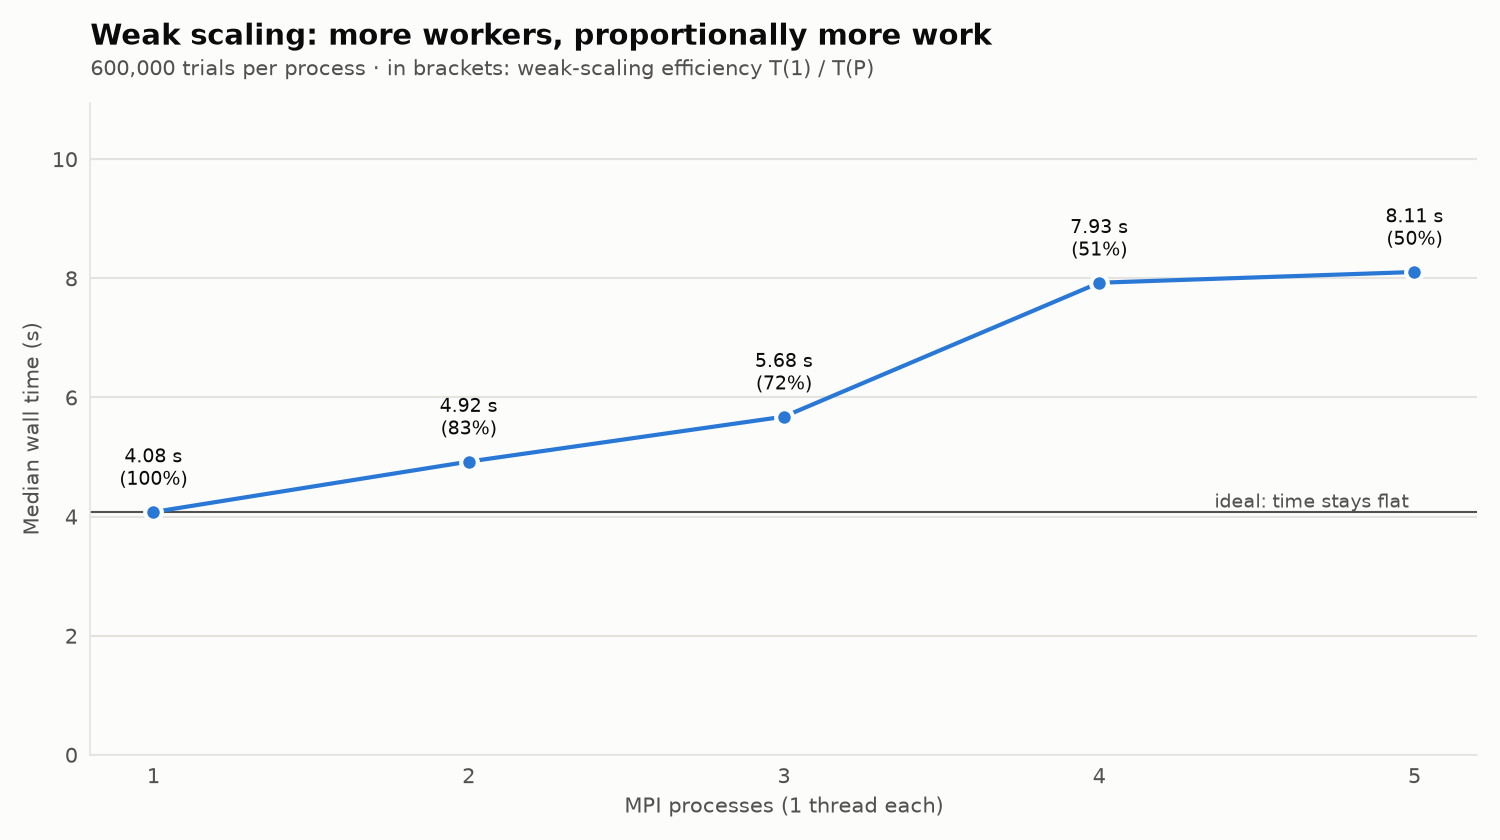 Weak scaling: more workers, proportionally more work
600,000 trials per process · in brackets: weak-scaling efficiency T(1) / T(P)
Median wall time (s)
10
8
6
4
2
0
4.08 s
(100%)
4.92 s
(83%)
5.68 s
(72%)
7.93 s
(51%)
8.11 s
(50%)
ideal: time stays flat
1
2
3
4
5
MPI processes (1 thread each)